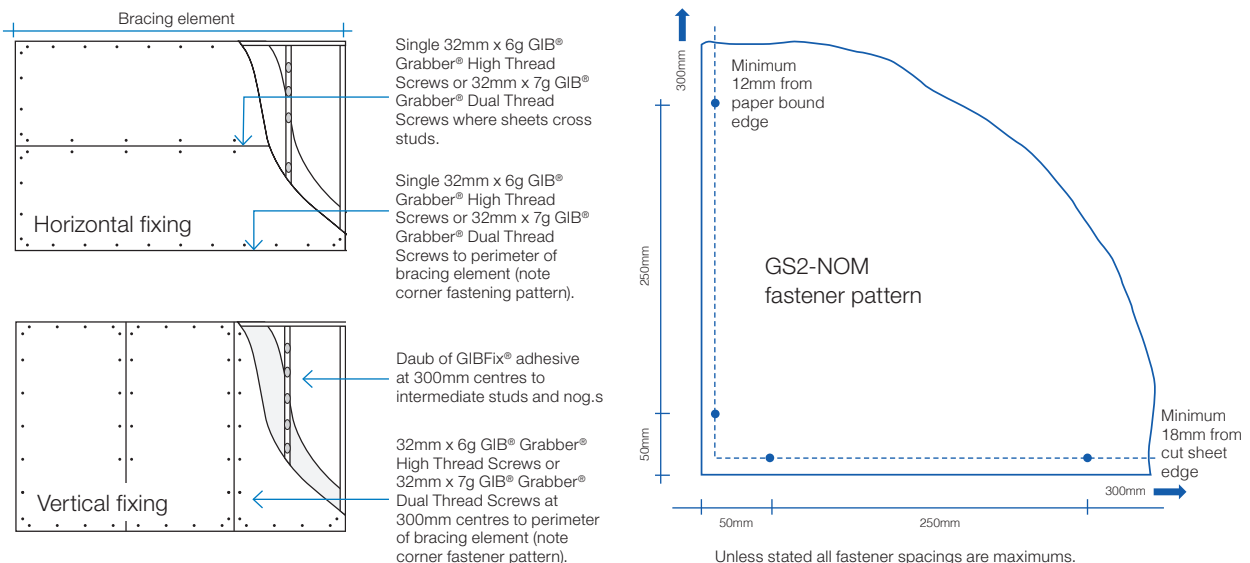 Bracing element
Single 32mm x 6g GIB®
Grabber® High Thread
Screws or 32mm x 7g GIB®
Grabber® Dual Thread
Screws where sheets cross
studs.
Single 32mm x 6g GIB®
Grabber® High Thread
Screws or 32mm x 7g GIB®
Grabber® Dual Thread
Screws to perimeter of
bracing element (note
corner fastening pattern).
Horizontal fixing
Daub of GIBFix® adhesive
at 300mm centres to
intermediate studs and nog.s
32mm x 6g GIB® Grabber®
High Thread Screws or
32mm x 7g GIB® Grabber®
Dual Thread Screws at
300mm centres to perimeter
of bracing element (note
corner fastener pattern).
Vertical fixing
300mm
Minimum
12mm from
paper bound
edge
250mm
GS2-NOM
fastener pattern
50mm
Minimum
18mm from
cut sheet
edge
300mm
50mm
250mm
Unless stated all fastener spacings are maximums.